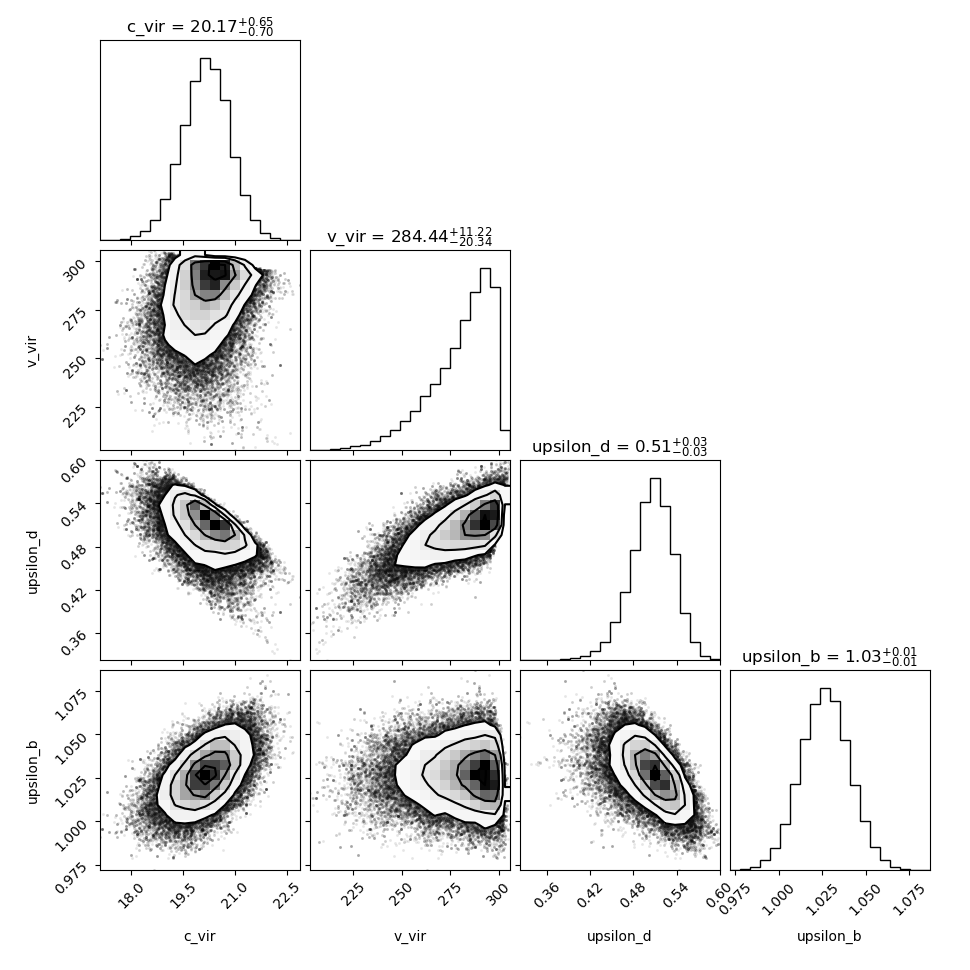 c_vir = 20.17+0.65−0.70
v_vir = 284.44+11.22−20.34
300
275
250
225
v_vir
upsilon_d = 0.51+0.03−0.03
0.60
0.54
0.48
0.42
0.36
upsilon_d
upsilon_b = 1.03+0.01−0.01
1.075
1.050
1.025
1.000
0.975
upsilon_b
18.0 19.5 21.0 22.5 225 250 275 300 0.36 0.42 0.48 0.54 0.60 0.975 1.000 1.025 1.050 1.075
c_vir v_vir upsilon_d upsilon_b